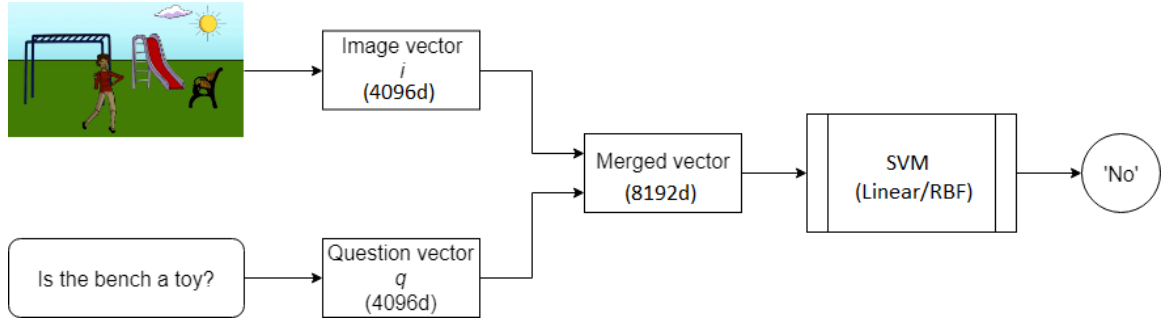 Image vector
i
(4096d)
Is the bench a toy?
Question vector
q
(4096d)
Merged vector
(8192d)
SVM
(Linear/RBF)
'No'